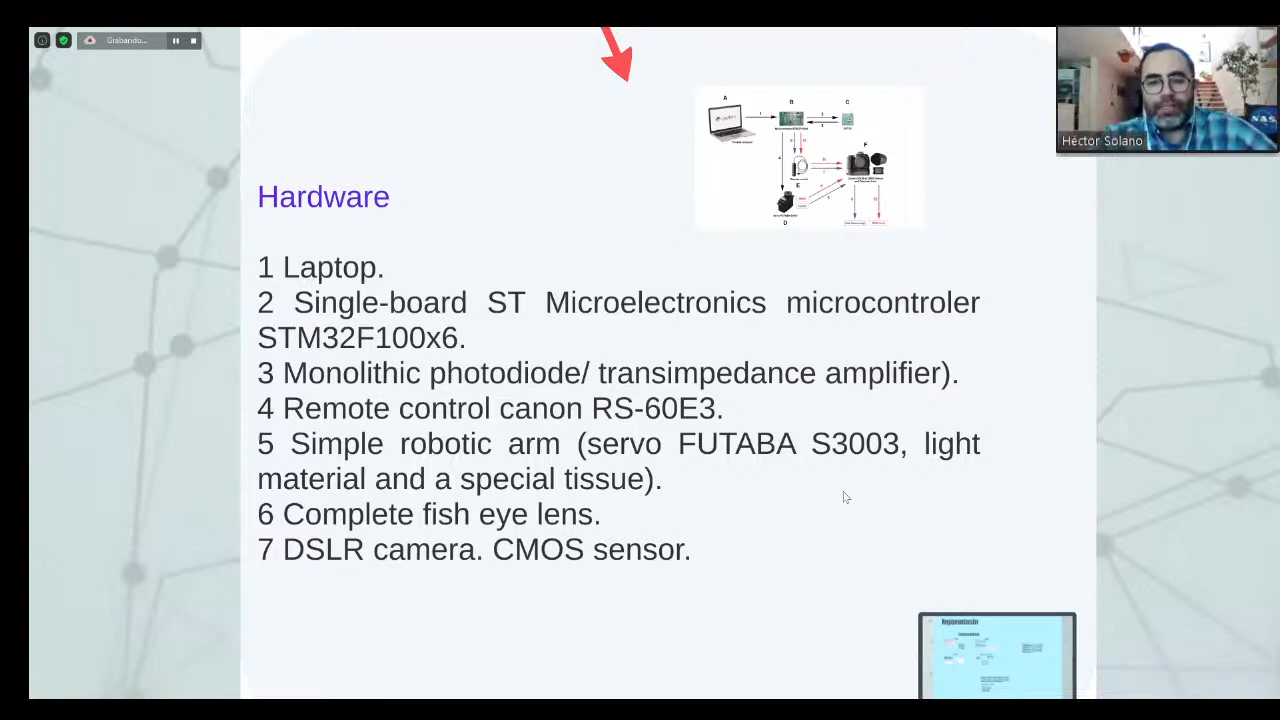 Grabando...
A
B
C
F
E
D
Héctor Solano
NAS
Hardware
1 Laptop.
2 Single-board ST Microelectronics microcontroler
STM32F100x6.
3 Monolithic photodiode/ transimpedance amplifier).
4 Remote control canon RS-60E3.
5 Simple robotic arm (servo FUTABA S3003, light
material and a special tissue).
6 Complete fish eye lens.
7 DSLR camera. CMOS sensor.